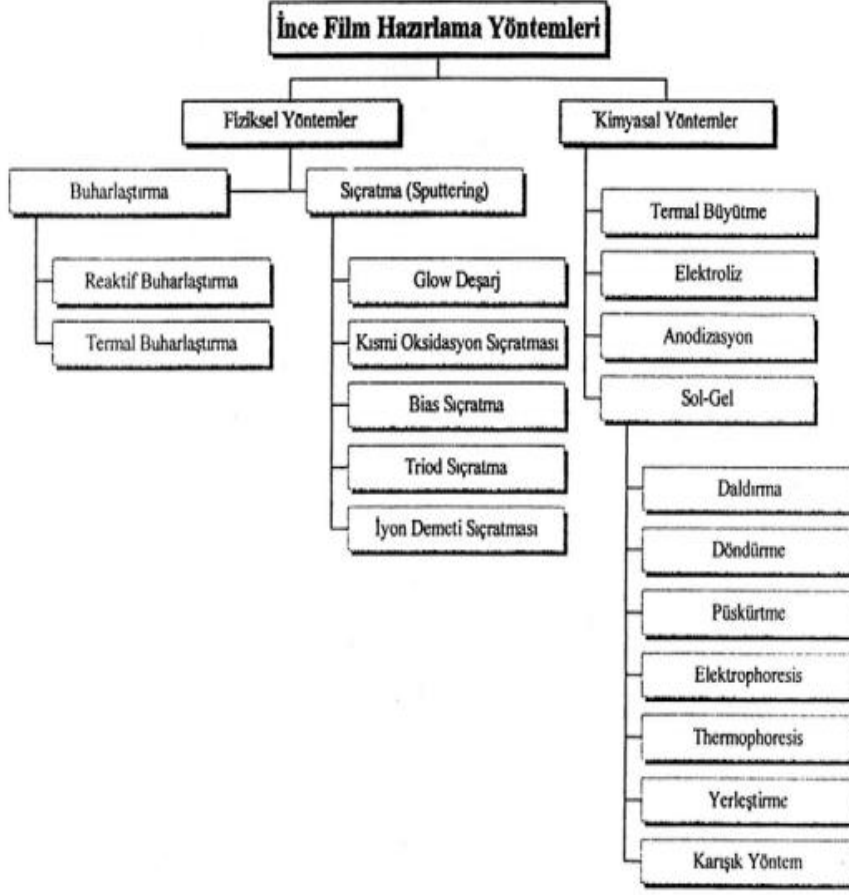 İnce Film Hazırlama Yöntemleri
Fiziksel Yöntemler
Kimyasal Yöntemler
Buharlaştırma
Sıçratma (Sputtering)
Reaktif Buharlaştırma
Termal Buharlaştırma
Glow Deşarj
Kısmi Oksidasyon Sıçratması
Bias Sıçratma
Triod Sıçratma
İyon Demeti Sıçratması
Termal Büyütme
Elektroliz
Anodizasyon
Sol-Gel
Daldırma
Döndürme
Püskürtme
Elektrophoresis
Thermophoresis
Yerleştirme
Karışık Yöntem